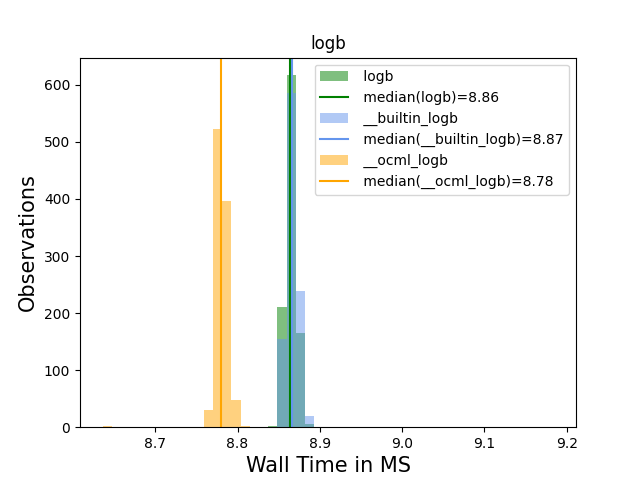 logb
logb
median(logb)=8.86
__builtin_logb
median(__builtin_logb)=8.87
__ocml_logb
median(__ocml_logb)=8.78
Observations
600
500
400
300
200
100
0
8.7 8.8 8.9 9.0 9.1 9.2
Wall Time in MS